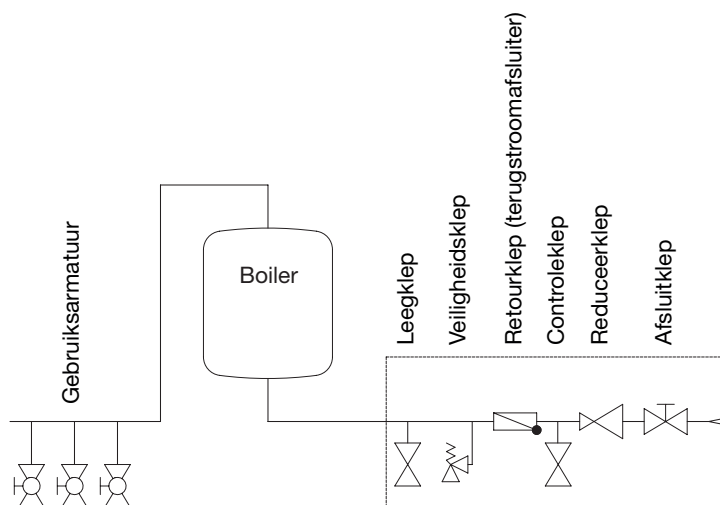 Gebruiksarmatuur
Boiler
Leegklep
Veiligheidsklep
Retourklep (terugstroomafsluiter)
Controleklep
Reduceerklep
Afsluitklep